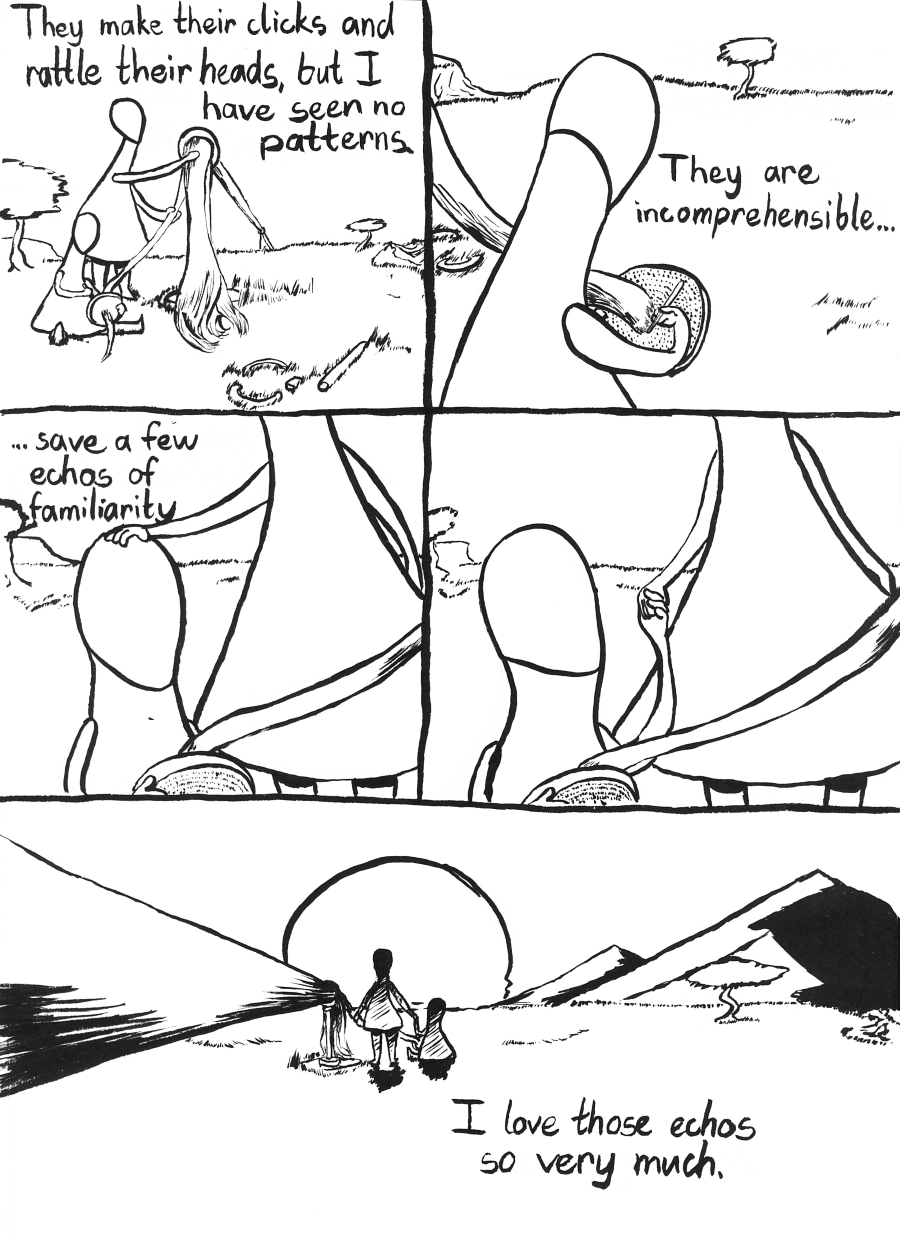 They make their clicks and
rattle their heads, but I
have seen no
patterns.
They are
incomprehensible...
... save a few
echos of
familiarity
I love those echos
so very much.